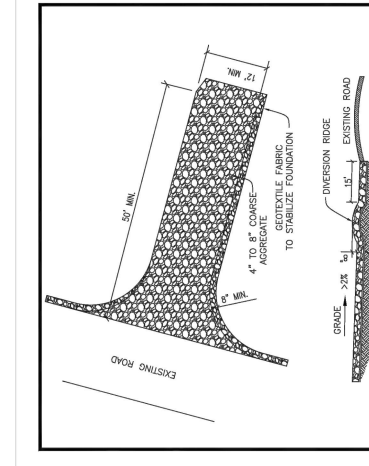 50' MIN.
12' MIN.
EXISTING ROAD
8" MIN.
4" TO 8" COARSE
AGGREGATE
GEOTEXTILE FABRIC
TO STABILIZE FOUNDATION
DIVERSION RIDGE
EXISTING ROAD
15'
8"
GRADE
>2%